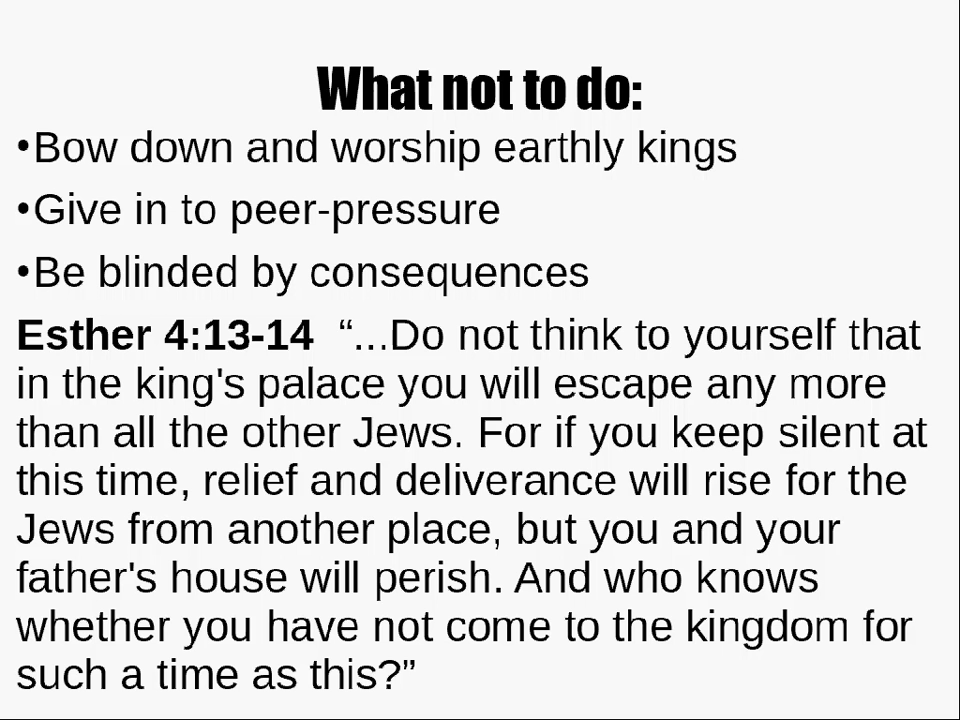 What not to do:
•Bow down and worship earthly kings
•Give in to peer-pressure
•Be blinded by consequences
Esther 4:13-14  “...Do not think to yourself that
in the king's palace you will escape any more
than all the other Jews. For if you keep silent at
this time, relief and deliverance will rise for the
Jews from another place, but you and your
father's house will perish. And who knows
whether you have not come to the kingdom for
such a time as this?”